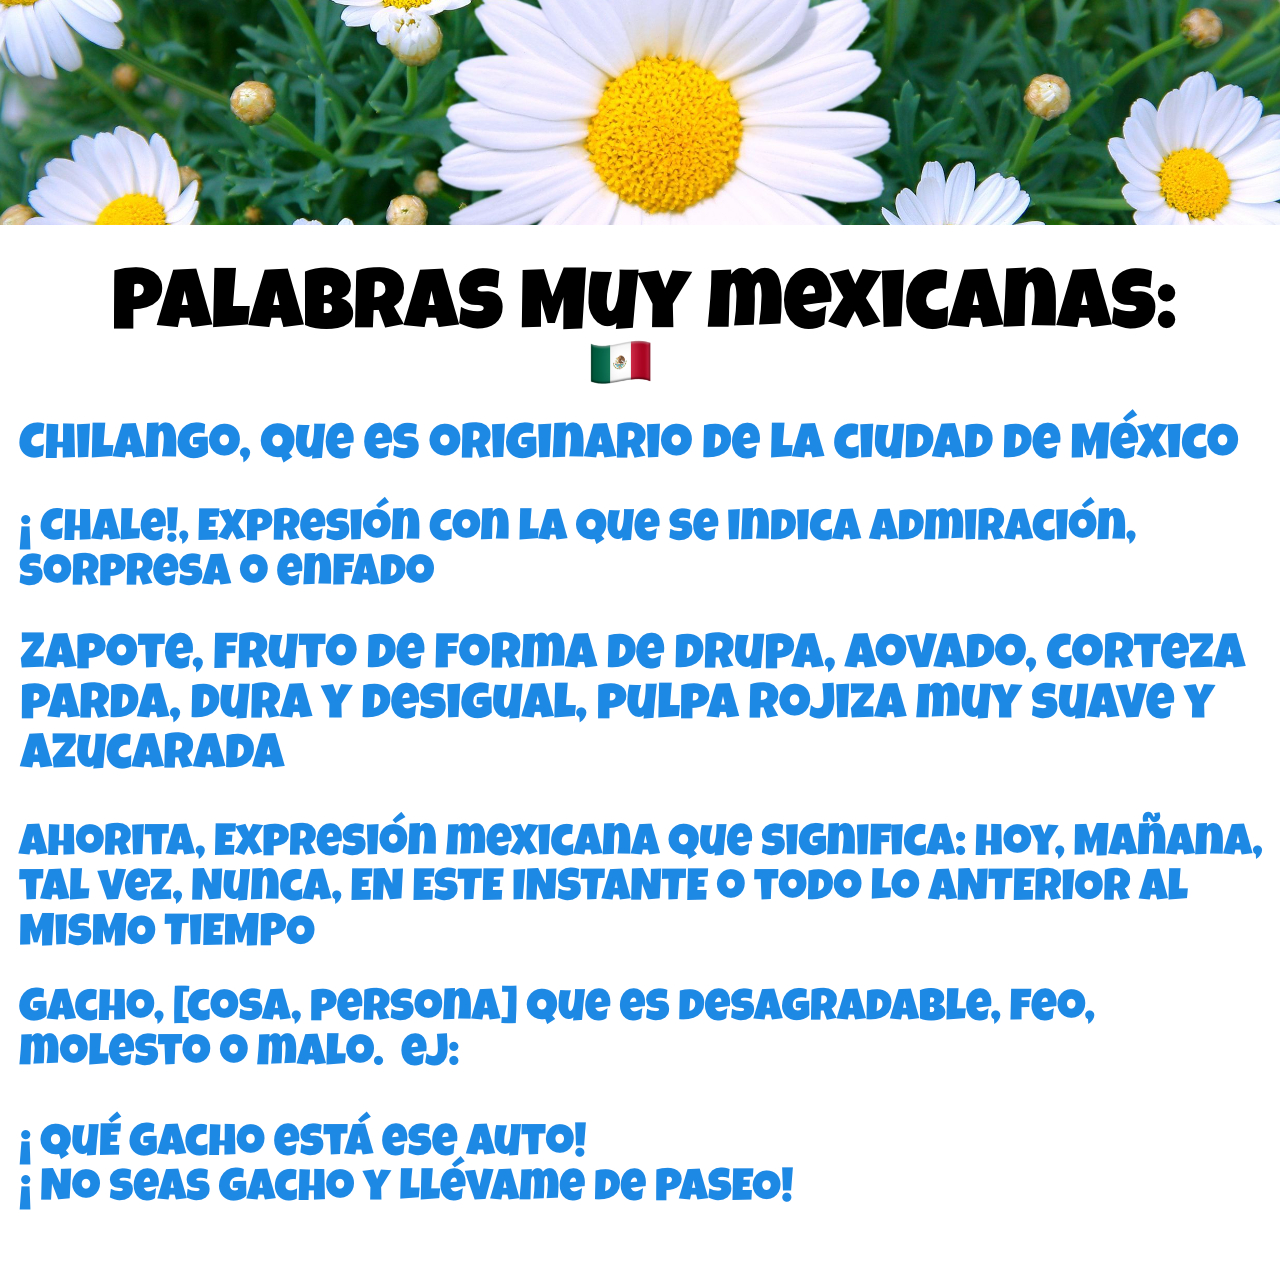 Palabras muy mexicanas:
🇲🇽
Chilango, que es originario de la Ciudad de México
¡ Chale!, Expresión con la que se indica admiración,
sorpresa o enfado
Zapote, Fruto de forma de drupa, aovado, corteza
parda, dura y desigual, pulpa rojiza muy suave y
azucarada
Ahorita, Expresión mexicana que significa: Hoy, Mañana,
tal vez, Nunca, EN ESTE INSTANTE o todo lo ANTERIOR AL
MISMO TIEMPO
Gacho, [cosa, persona] Que es desagradable, feo,
molesto o malo. ej:
¡ QUÉ GACHO está ese auto!
¡ No seas gacho y llévame de paseo!